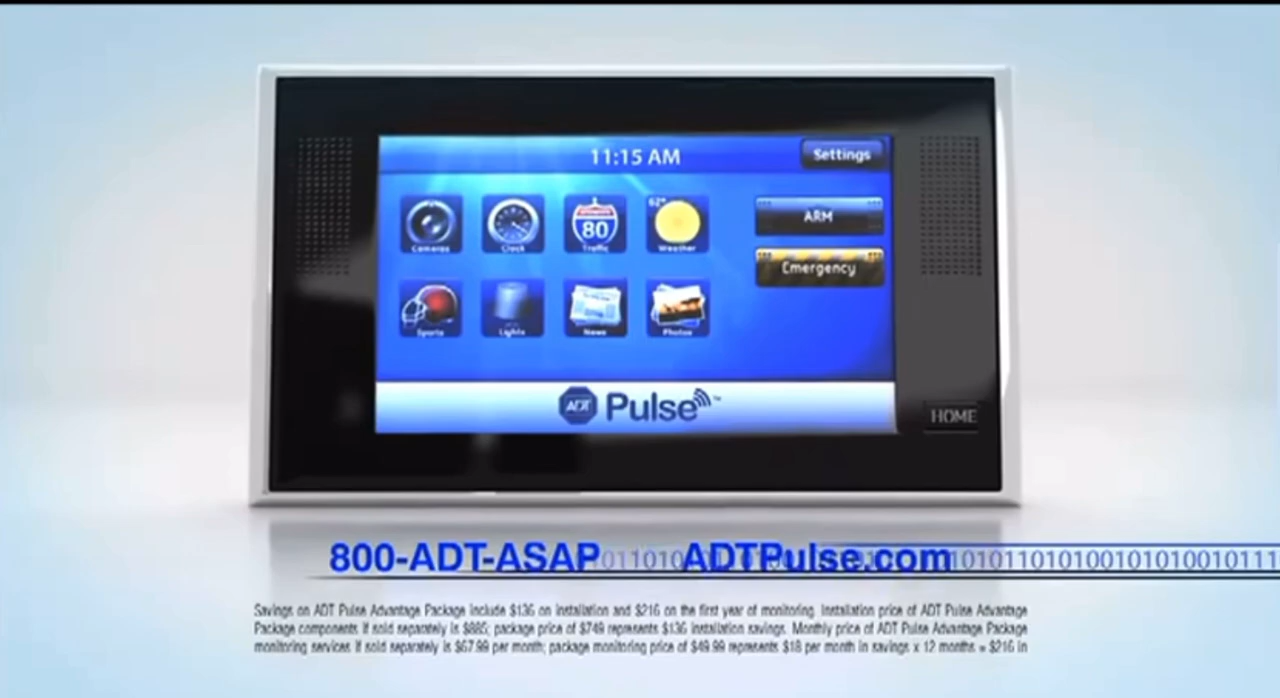 11:15 AM
Settings
62°
80
Cameras
Clock
Traffic
Weather
ARM
Emergency
Sports
Lights
News
Photos
ADT Pulse™
HOME
800-ADT-ASAP
ADTPulse.com
Savings on ADT Pulse Advantage Package include $136 on installation and $216 on the first year of monitoring. Installation price of ADT Pulse Advantage
Package components if sold separately is $885; package price of $749 represents $136 installation savings. Monthly price of ADT Pulse Advantage Package
monitoring services if sold separately is $67.99 per month; package monitoring price of $49.99 represents $18 per month in savings x 12 months = $216 in